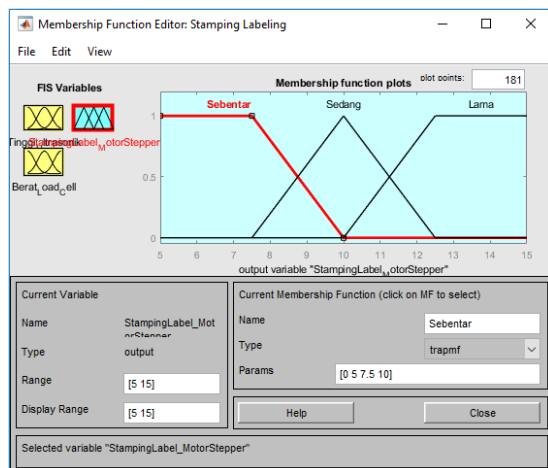 Membership Function Editor: Stamping Labeling
File Edit View
FIS Variables
Membership function plots
plot points: 181
Sebentar Sedang Lama
StampingLabel_MotorStepper
Berat_Load_Cell
1
0.5
0
5 6 7 8 9 10 11 12 13 14 15
output variable "StampingLabel_MotorStepper"
Current Variable
Name StampingLabel_Mot
orStepper
Type output
Range [5 15]
Display Range [5 15]
Current Membership Function (click on MF to select)
Name Sebentar
Type trapmf
Params [0 5 7.5 10]
Help Close
Selected variable "StampingLabel_MotorStepper"